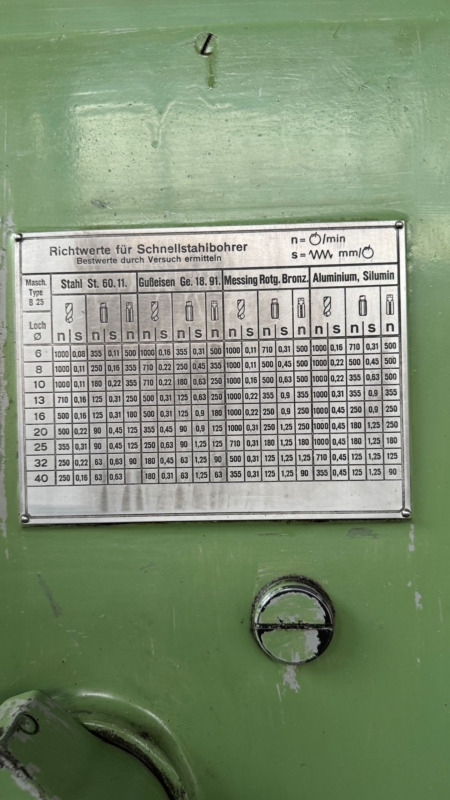 Richtwerte für Schnellstahlbohrer
Bestwerte durch Versuch ermitteln
n = /min
s = mm/
Masch. Type B 25
Stahl St. 60.11. Gußeisen Ge. 18.91. Messing Rotg. Bronz. Aluminium, Silumin
Loch Ø n s n s n n s n s n n s n s n n s n s n
6 1000 0,08 355 0,11 500 1000 0,16 355 0,31 500 1000 0,11 710 0,31 500 1000 0,16 710 0,31 500
8 1000 0,11 250 0,16 355 710 0,22 250 0,45 355 1000 0,11 500 0,45 500 1000 0,22 500 0,45 500
10 1000 0,11 180 0,22 355 710 0,22 180 0,63 250 1000 0,16 500 0,63 500 1000 0,22 355 0,63 500
13 710 0,16 125 0,31 250 500 0,31 125 0,63 250 1000 0,22 355 0,9 355 1000 0,31 355 0,9 355
16 500 0,16 125 0,31 180 500 0,31 125 0,9 180 1000 0,22 250 0,9 250 1000 0,45 250 0,9 250
20 500 0,22 90 0,45 125 355 0,45 90 0,9 125 1000 0,31 250 1,25 250 1000 0,45 180 1,25 250
25 355 0,31 90 0,45 125 250 0,63 90 1,25 125 710 0,31 180 1,25 180 1000 0,45 180 1,25 180
32 250 0,22 63 0,63 90 180 0,45 63 1,25 90 500 0,31 125 1,25 125 710 0,45 125 1,25 125
40 250 0,16 63 0,63 180 0,31 63 1,25 63 355 0,31 125 1,25 90 355 0,45 125 1,25 90